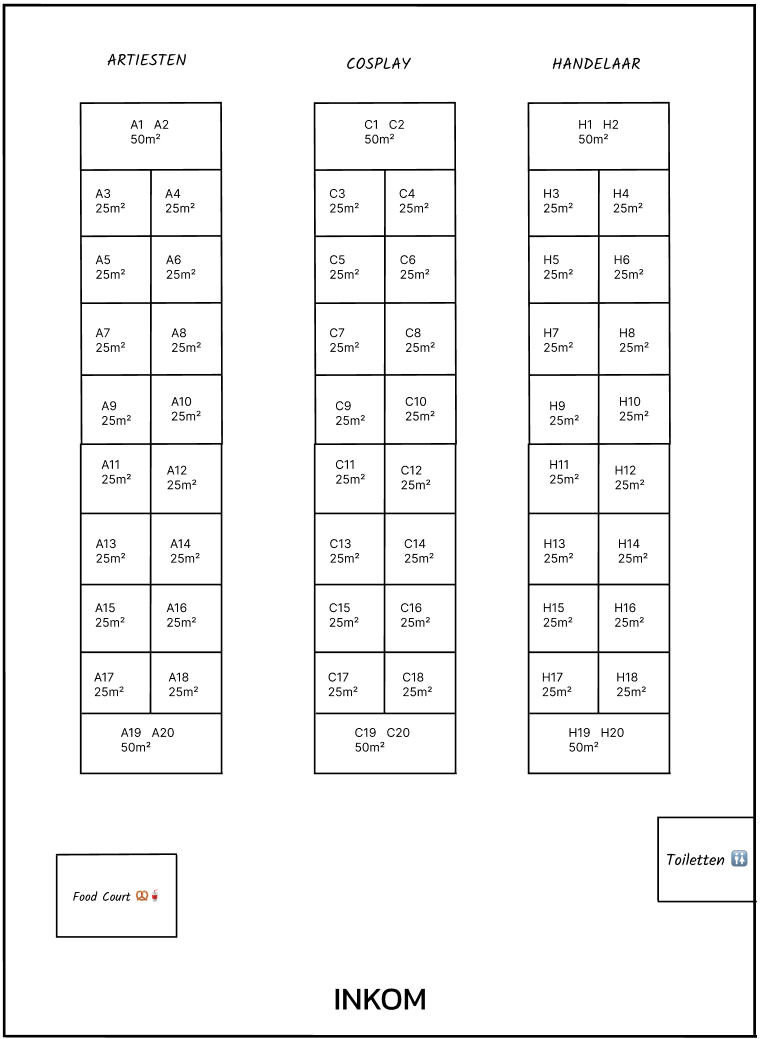 ARTIESTEN
COSPLAY
HANDELAAR
A1 A2
50m²
C1 C2
50m²
H1 H2
50m²
A3
25m²
A4
25m²
C3
25m²
C4
25m²
H3
25m²
H4
25m²
A5
25m²
A6
25m²
C5
25m²
C6
25m²
H5
25m²
H6
25m²
A7
25m²
A8
25m²
C7
25m²
C8
25m²
H7
25m²
H8
25m²
A9
25m²
A10
25m²
C9
25m²
C10
25m²
H9
25m²
H10
25m²
A11
25m²
A12
25m²
C11
25m²
C12
25m²
H11
25m²
H12
25m²
A13
25m²
A14
25m²
C13
25m²
C14
25m²
H13
25m²
H14
25m²
A15
25m²
A16
25m²
C15
25m²
C16
25m²
H15
25m²
H16
25m²
A17
25m²
A18
25m²
C17
25m²
C18
25m²
H17
25m²
H18
25m²
A19 A20
50m²
C19 C20
50m²
H19 H20
50m²
Toiletten 🚻
Food Court 🥨🥤
INKOM